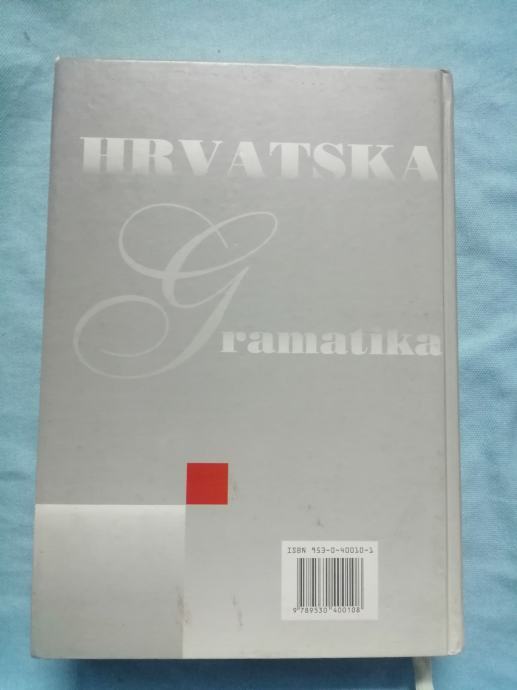 HRVATSKA
Gramatika
ISBN 953-0-40010-1
9 789530 400108